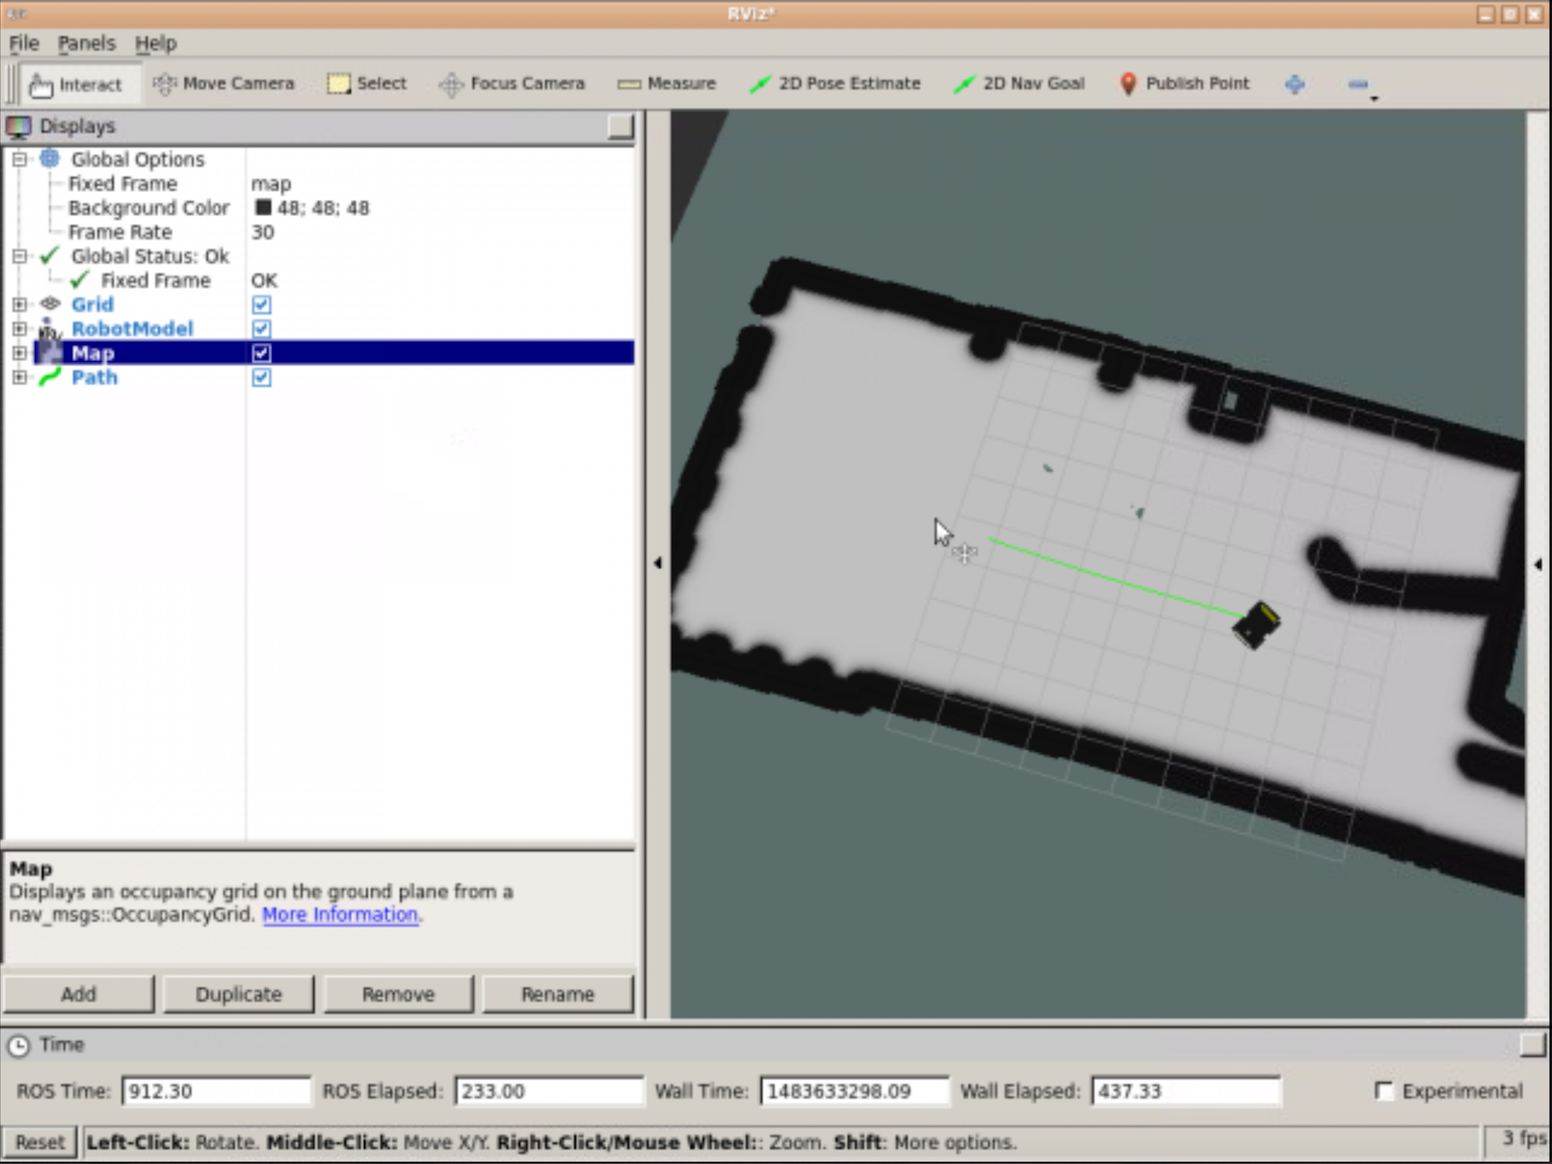 RViz*
File Panels Help
Interact Move Camera Select Focus Camera Measure 2D Pose Estimate 2D Nav Goal Publish Point
Displays
Global Options
Fixed Frame map
Background Color 48; 48; 48
Frame Rate 30
Global Status: Ok
Fixed Frame OK
Grid
RobotModel
Map
Path
Map
Displays an occupancy grid on the ground plane from a
nav_msgs::OccupancyGrid. More Information.
Add Duplicate Remove Rename
Time
ROS Time: 912.30 ROS Elapsed: 233.00 Wall Time: 1483633298.09 Wall Elapsed: 437.33 Experimental
Reset Left-Click: Rotate. Middle-Click: Move X/Y. Right-Click/Mouse Wheel:: Zoom. Shift: More options. 3 fps